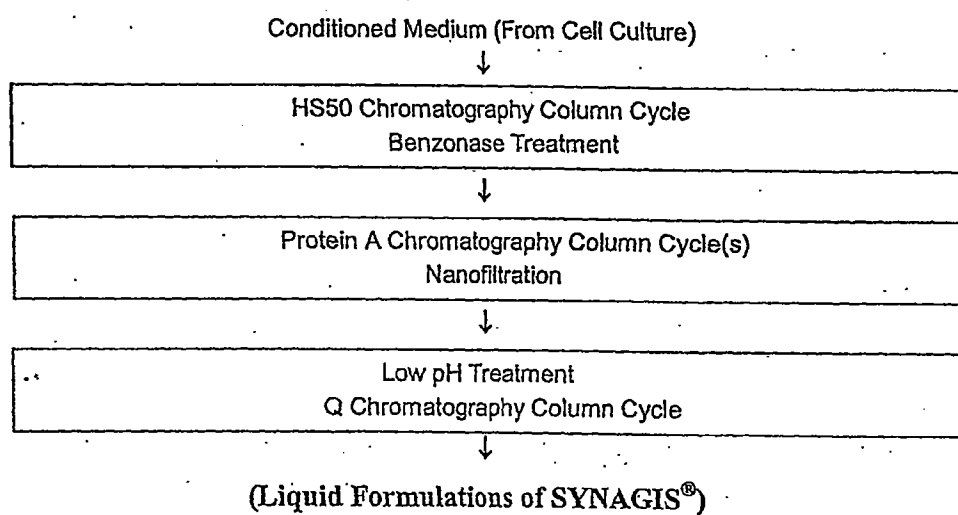 Conditioned Medium (From Cell Culture)
↓
HS50 Chromatography Column Cycle
Benzonase Treatment
↓
Protein A Chromatography Column Cycle(s)
Nanofiltration
↓
Low pH Treatment
Q Chromatography Column Cycle
↓
(Liquid Formulations of SYNAGIS®)